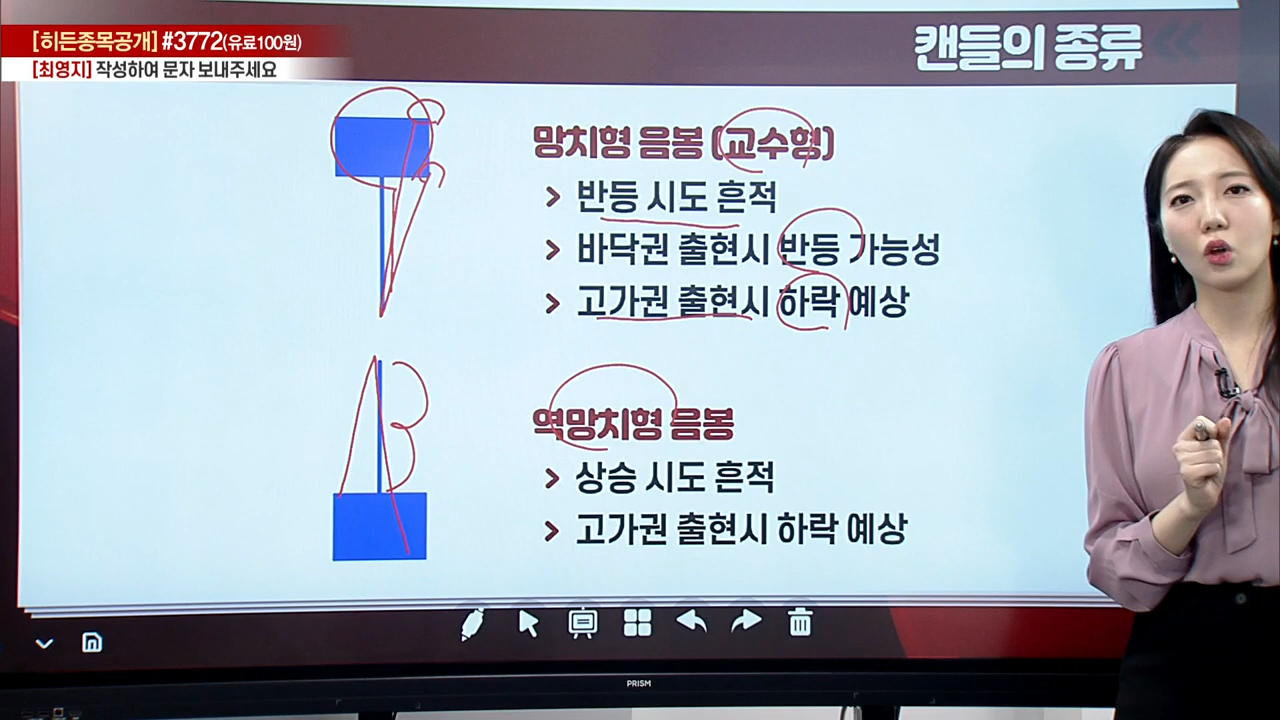 [히든종목공개] #3772(유료100원)
[최영지] 작성하여 문자 보내주세요
캔들의 종류
망치형 음봉 (교수형)
> 반등 시도 흔적
> 바닥권 출현시 반등 가능성
> 고가권 출현시 하락 예상
역망치형 음봉
> 상승 시도 흔적
> 고가권 출현시 하락 예상
PRISM